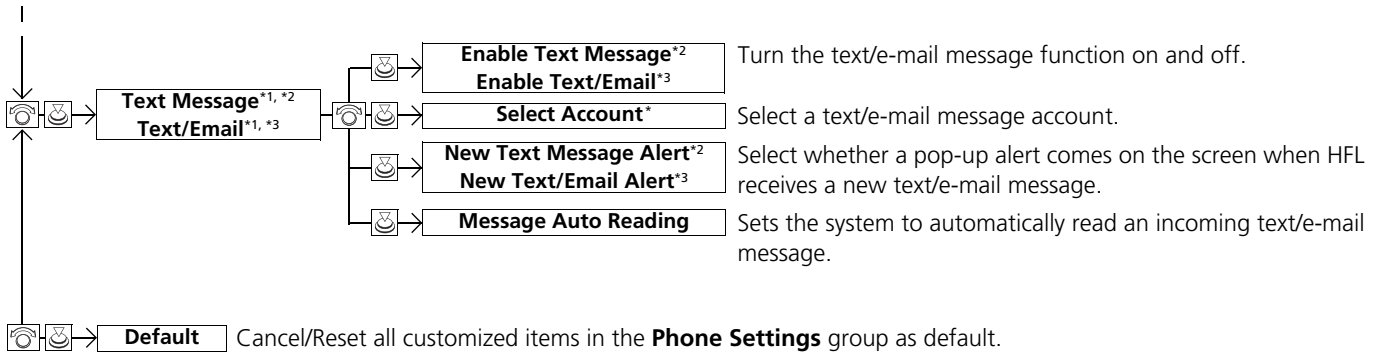 Enable Text Message*2
Enable Text/Email*3
Turn the text/e-mail message function on and off.
Text Message*1, *2
Text/Email*1, *3
Select Account*
Select a text/e-mail message account.
New Text Message Alert*2
New Text/Email Alert*3
Select whether a pop-up alert comes on the screen when HFL
receives a new text/e-mail message.
Message Auto Reading
Sets the system to automatically read an incoming text/e-mail
message.
Default
Cancel/Reset all customized items in the Phone Settings group as default.